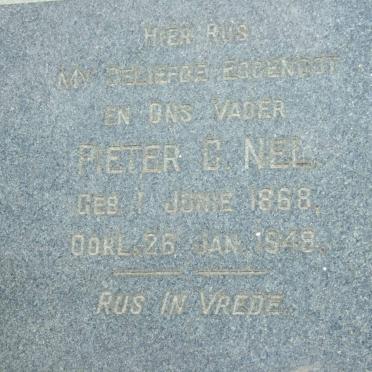 HIER RUS
MY GELIEFDE EGGENOOT
EN ONS VADER
PIETER C. NEL.
GEB. 1 JUNIE 1868.
OORL. 26 JAN. 1948.
RUS IN VREDE.